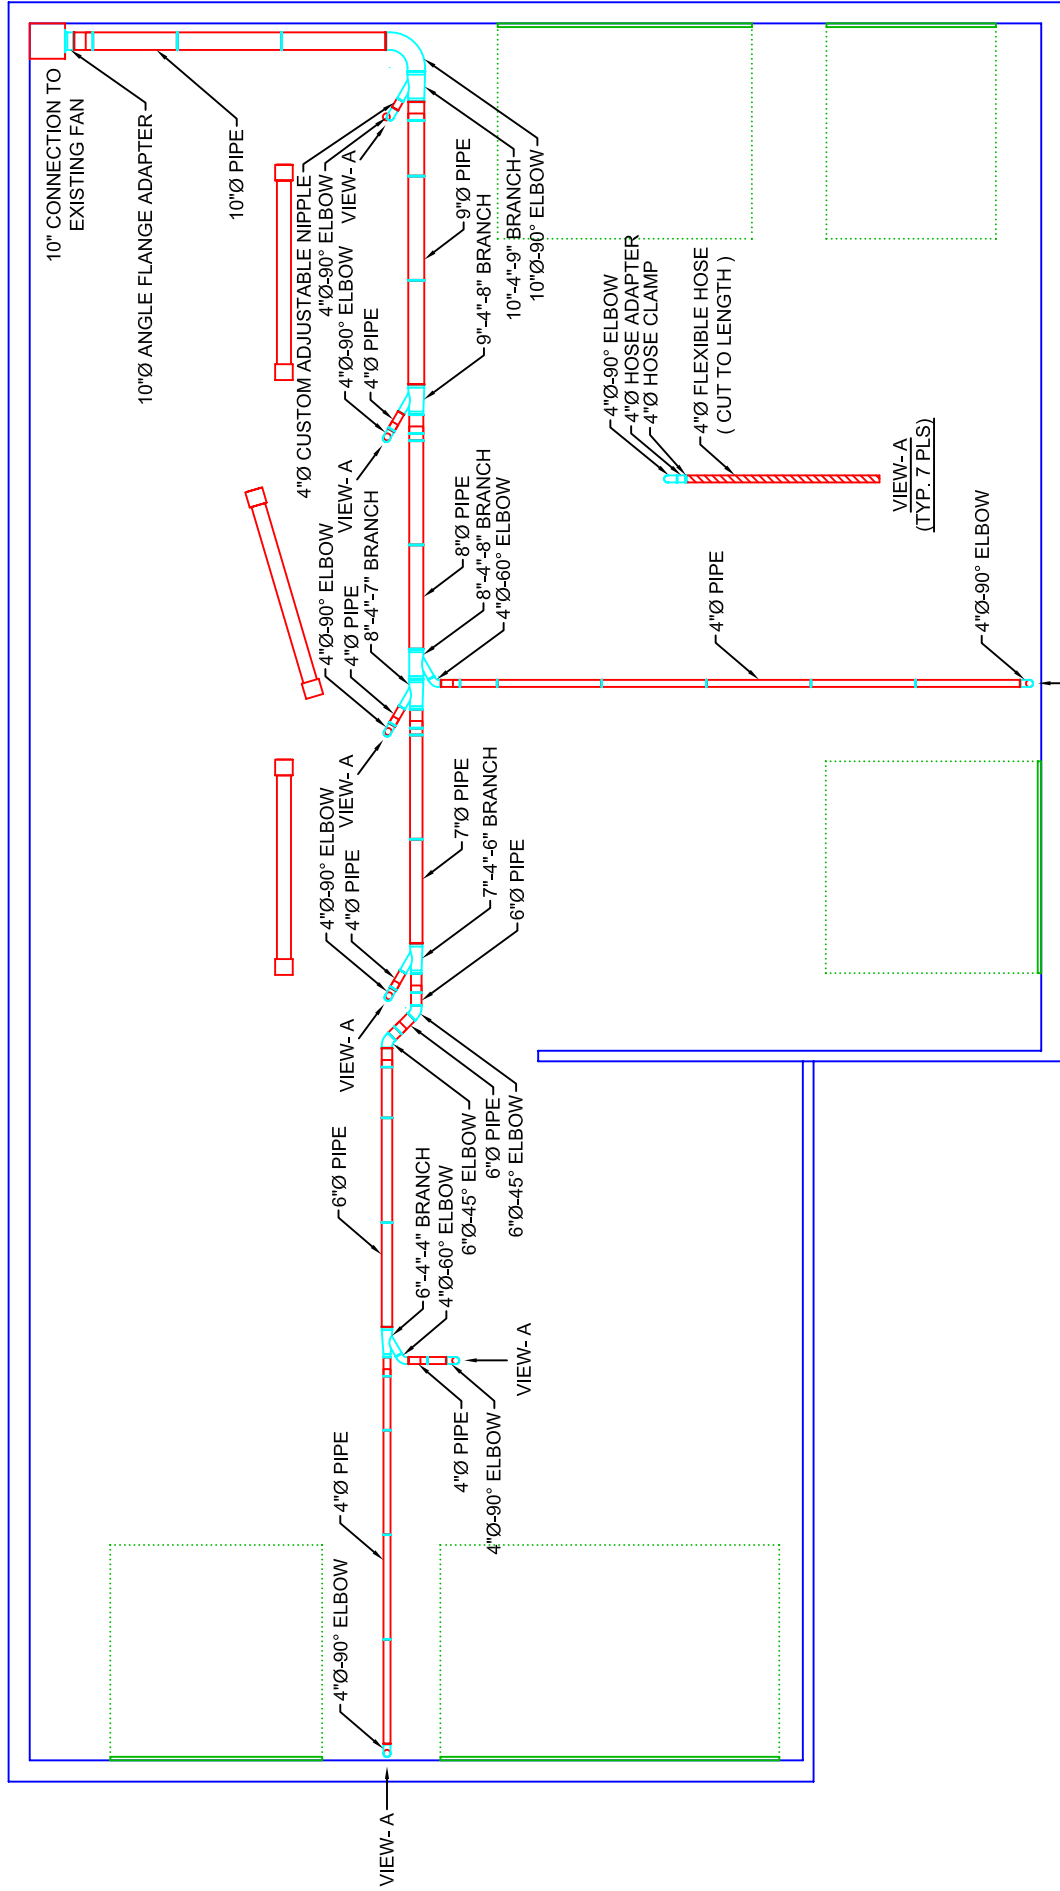 10" CONNECTION TO
EXISTING FAN
10"Ø ANGLE FLANGE ADAPTER
10"Ø PIPE
4"Ø CUSTOM ADJUSTABLE NIPPLE
4"Ø-90° ELBOW
VIEW- A
4"Ø-90° ELBOW
4"Ø PIPE
VIEW- A
9"Ø PIPE
9"-4"-8" BRANCH
10"-4"-9" BRANCH
10"Ø-90° ELBOW
4"Ø-90° ELBOW
4"Ø PIPE
8"-4"-7" BRANCH
VIEW- A
8"Ø PIPE
8"-4"-8" BRANCH
4"Ø-60° ELBOW
4"Ø-90° ELBOW
4"Ø HOSE ADAPTER
4"Ø HOSE CLAMP
4"Ø FLEXIBLE HOSE
( CUT TO LENGTH )
VIEW- A
(TYP. 7 PLS)
4"Ø PIPE
4"Ø-90° ELBOW
4"Ø-90° ELBOW
4"Ø PIPE
VIEW- A
7"Ø PIPE
7"-4"-6" BRANCH
6"Ø PIPE
6"Ø PIPE
6"-4"-4" BRANCH
4"Ø-60° ELBOW
6"Ø-45° ELBOW
6"Ø PIPE
6"Ø-45° ELBOW
VIEW- A
4"Ø PIPE
4"Ø-90° ELBOW
4"Ø PIPE
4"Ø-90° ELBOW
VIEW- A